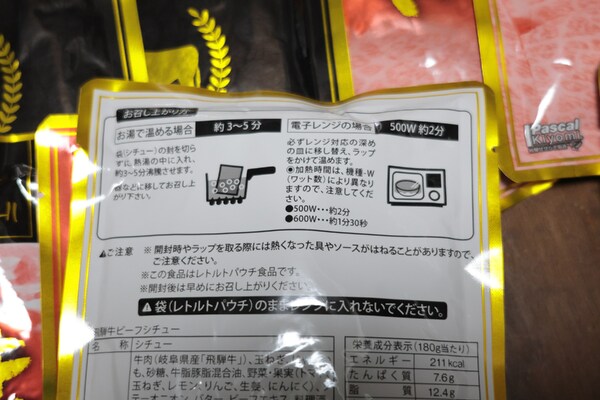 お召し上がり方
お湯で温める場合 約3〜5分
袋(シチュー)の封を切ら
ずに、熱湯の中に入れ、
約3〜5分沸騰させます。
器などに移してお召し上
がり下さい。
電子レンジの場合 500W 約2分
必ずレンジ対応の深め
の皿に移し替え、ラップ
をかけて温めます。
●加熱時間は、機種・W
(ワット数)により異なり
ますので、注意してください。
●500W・・・約2分
●600W・・・約1分30秒
⚠ご注意 ※開封時やラップを取る際には熱くなった具やソースがはねることがありますので、
ご注意ください。
※この食品はレトルトパウチ食品です。
※開封後は早めにお召し上がりください。
⚠袋(レトルトパウチ)のままレンジに入れないでください。
飛騨牛ビーフシチュー
名称 シチュー
牛肉(岐阜県産「飛騨牛」)、玉ねぎ、
も、砂糖、牛脂豚脂混合油、野菜・果実(トマ
玉ねぎ、レモン、りんご、生姜、にんにく)、
栄養成分表示(180g当たり)
エネルギー 211kcal
たんぱく質 7.6g
脂質 12.4g
Pascal
Kiyomi